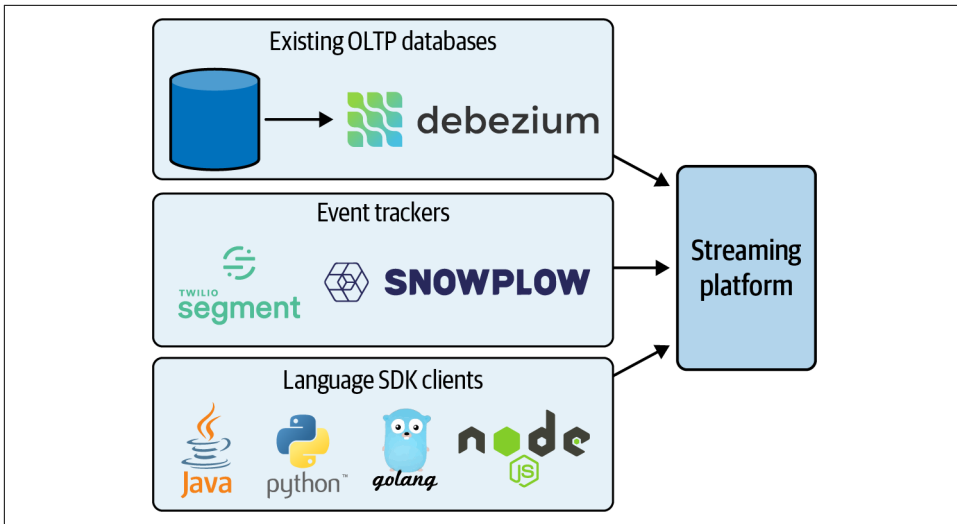 Existing OLTP databases
debezium
Event trackers
TWILIO
segment
SNOWPLOW
Language SDK clients
Java
python™
golang
node
JS
Streaming
platform